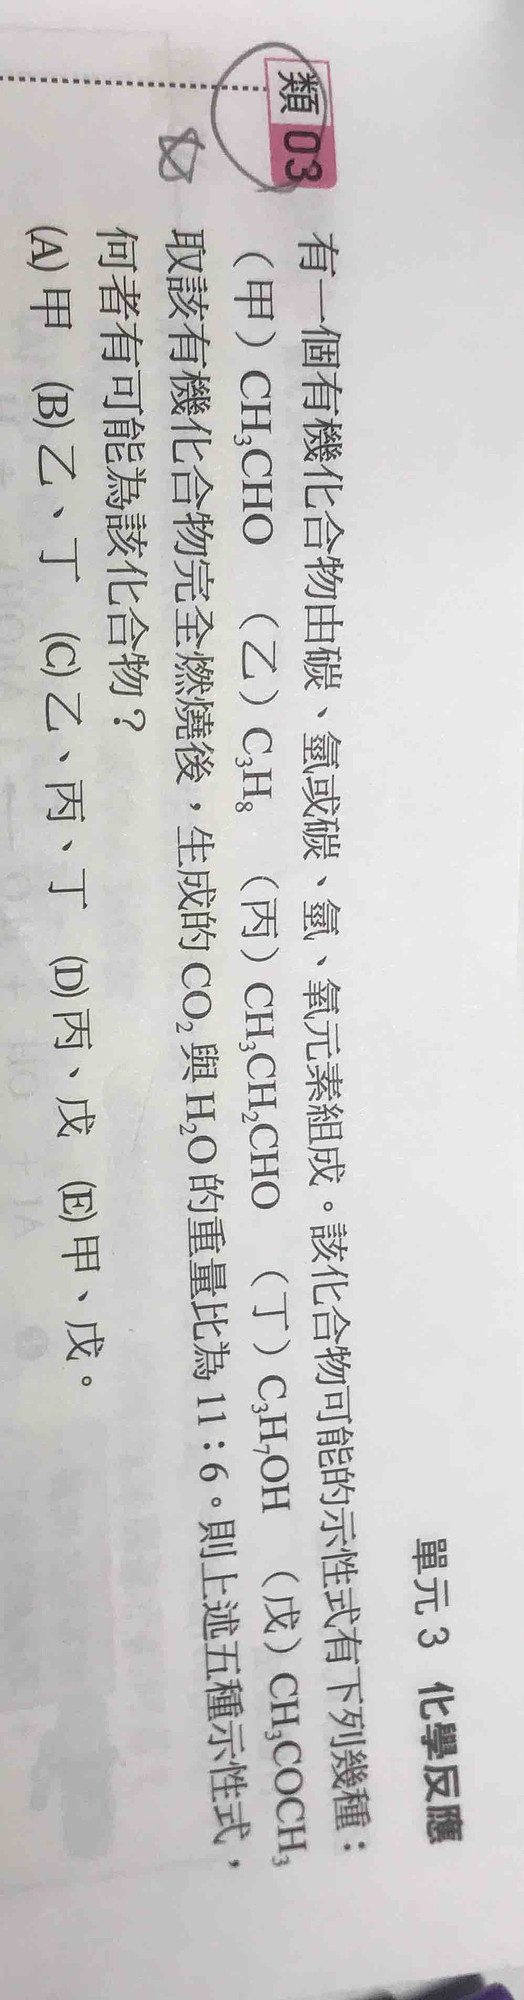 單元 3 化學反應
類 03
有一個有機化合物由碳、氫或碳、氫、氧元素組成。該化合物可能的示性式有下列幾種：
（甲）CH₃CHO （乙）C₃H₈ （丙）CH₃CH₂CHO （丁）C₃H₇OH （戊）CH₃COCH₃
取該有機化合物完全燃燒後，生成的 CO₂ 與 H₂O 的重量比為 11：6。則上述五種示性式，
何者有可能為該化合物？
(A) 甲 (B) 乙、丁 (C) 乙、丙、丁 (D) 丙、戊 (E) 甲、戊。